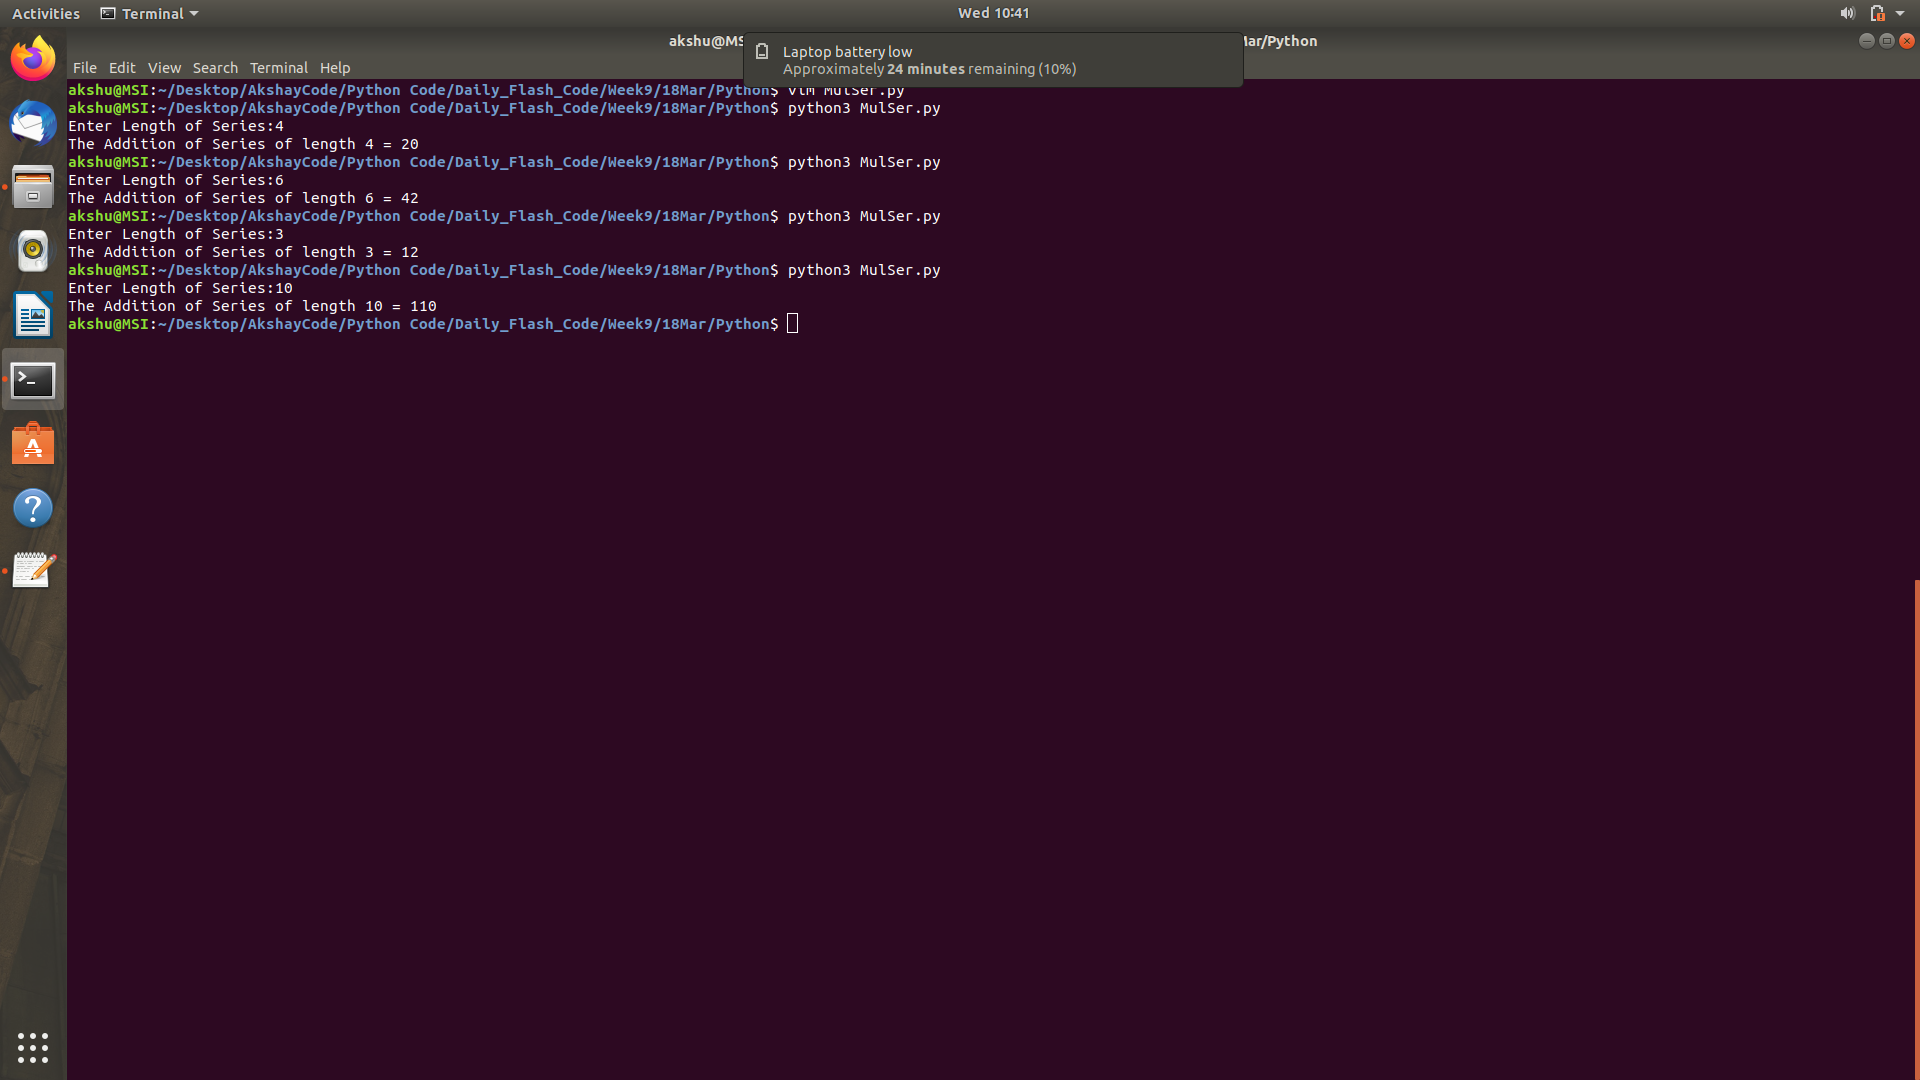 Activities Terminal Wed 10:41
akshu@MS Mar/Python
Laptop battery low
Approximately 24 minutes remaining (10%)
File Edit View Search Terminal Help
akshu@MSI:~/Desktop/AkshayCode/Python Code/Daily_Flash_Code/Week9/18Mar/Python$ vim MulSer.py
akshu@MSI:~/Desktop/AkshayCode/Python Code/Daily_Flash_Code/Week9/18Mar/Python$ python3 MulSer.py
Enter Length of Series:4
The Addition of Series of length 4 = 20
akshu@MSI:~/Desktop/AkshayCode/Python Code/Daily_Flash_Code/Week9/18Mar/Python$ python3 MulSer.py
Enter Length of Series:6
The Addition of Series of length 6 = 42
akshu@MSI:~/Desktop/AkshayCode/Python Code/Daily_Flash_Code/Week9/18Mar/Python$ python3 MulSer.py
Enter Length of Series:3
The Addition of Series of length 3 = 12
akshu@MSI:~/Desktop/AkshayCode/Python Code/Daily_Flash_Code/Week9/18Mar/Python$ python3 MulSer.py
Enter Length of Series:10
The Addition of Series of length 10 = 110
akshu@MSI:~/Desktop/AkshayCode/Python Code/Daily_Flash_Code/Week9/18Mar/Python$